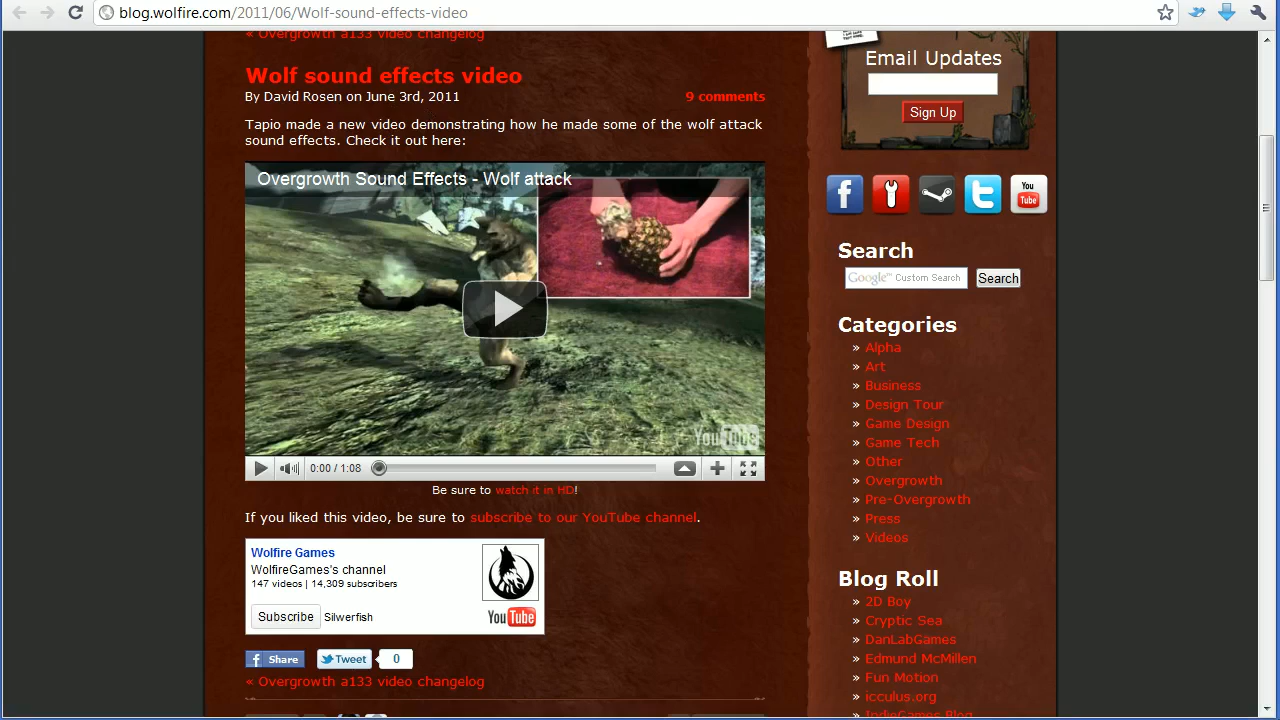 blog.wolfire.com/2011/06/Wolf-sound-effects-video
« Overgrowth a133 video changelog
Wolf sound effects video
By David Rosen on June 3rd, 2011
9 comments
Tapio made a new video demonstrating how he made some of the wolf attack
sound effects. Check it out here:
Overgrowth Sound Effects - Wolf attack
YouTube
0:00 / 1:08
Be sure to watch it in HD!
If you liked this video, be sure to subscribe to our YouTube channel.
Wolfire Games
WolfireGames's channel
147 videos | 14,309 subscribers
Subscribe Silwerfish
YouTube
f Share
Tweet
0
« Overgrowth a133 video changelog
Email Updates
Sign Up
f
t
You Tube
Search
Google™ Custom Search
Search
Categories
» Alpha
» Art
» Business
» Design Tour
» Game Design
» Game Tech
» Other
» Overgrowth
» Pre-Overgrowth
» Press
» Videos
Blog Roll
» 2D Boy
» Cryptic Sea
» DanLabGames
» Edmund McMillen
» Fun Motion
» icculus.org
» IndieGames Blog